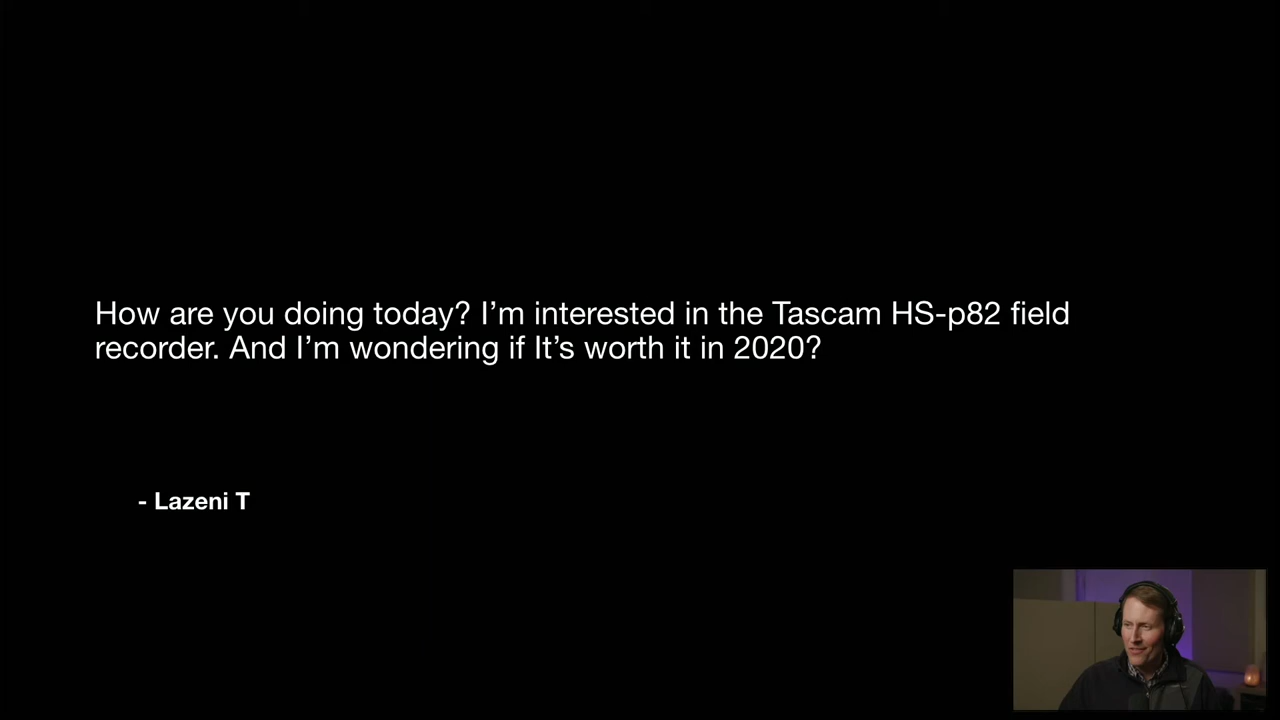 How are you doing today? I’m interested in the Tascam HS-p82 field
recorder. And I’m wondering if It’s worth it in 2020?
- Lazeni T